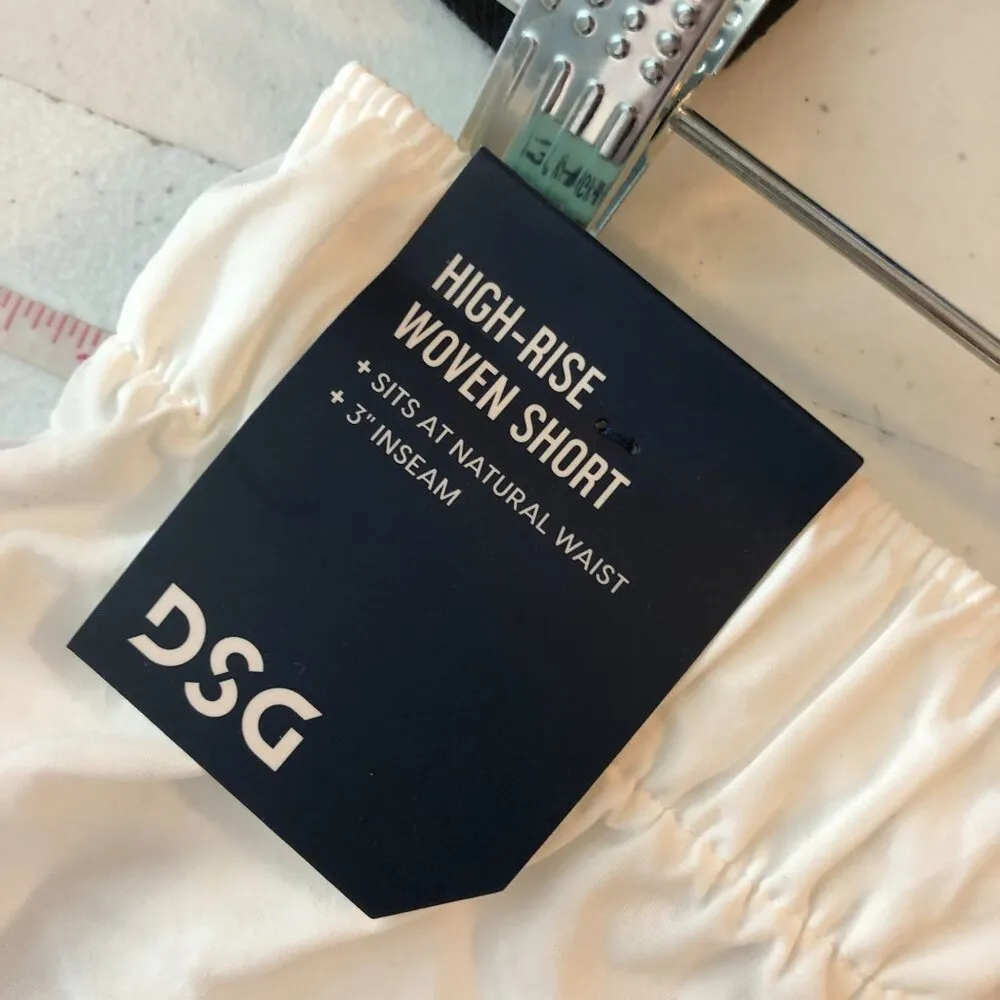 HIGH-RISE
WOVEN SHORT
+ SITS AT NATURAL WAIST
+ 3" INSEAM
DSG